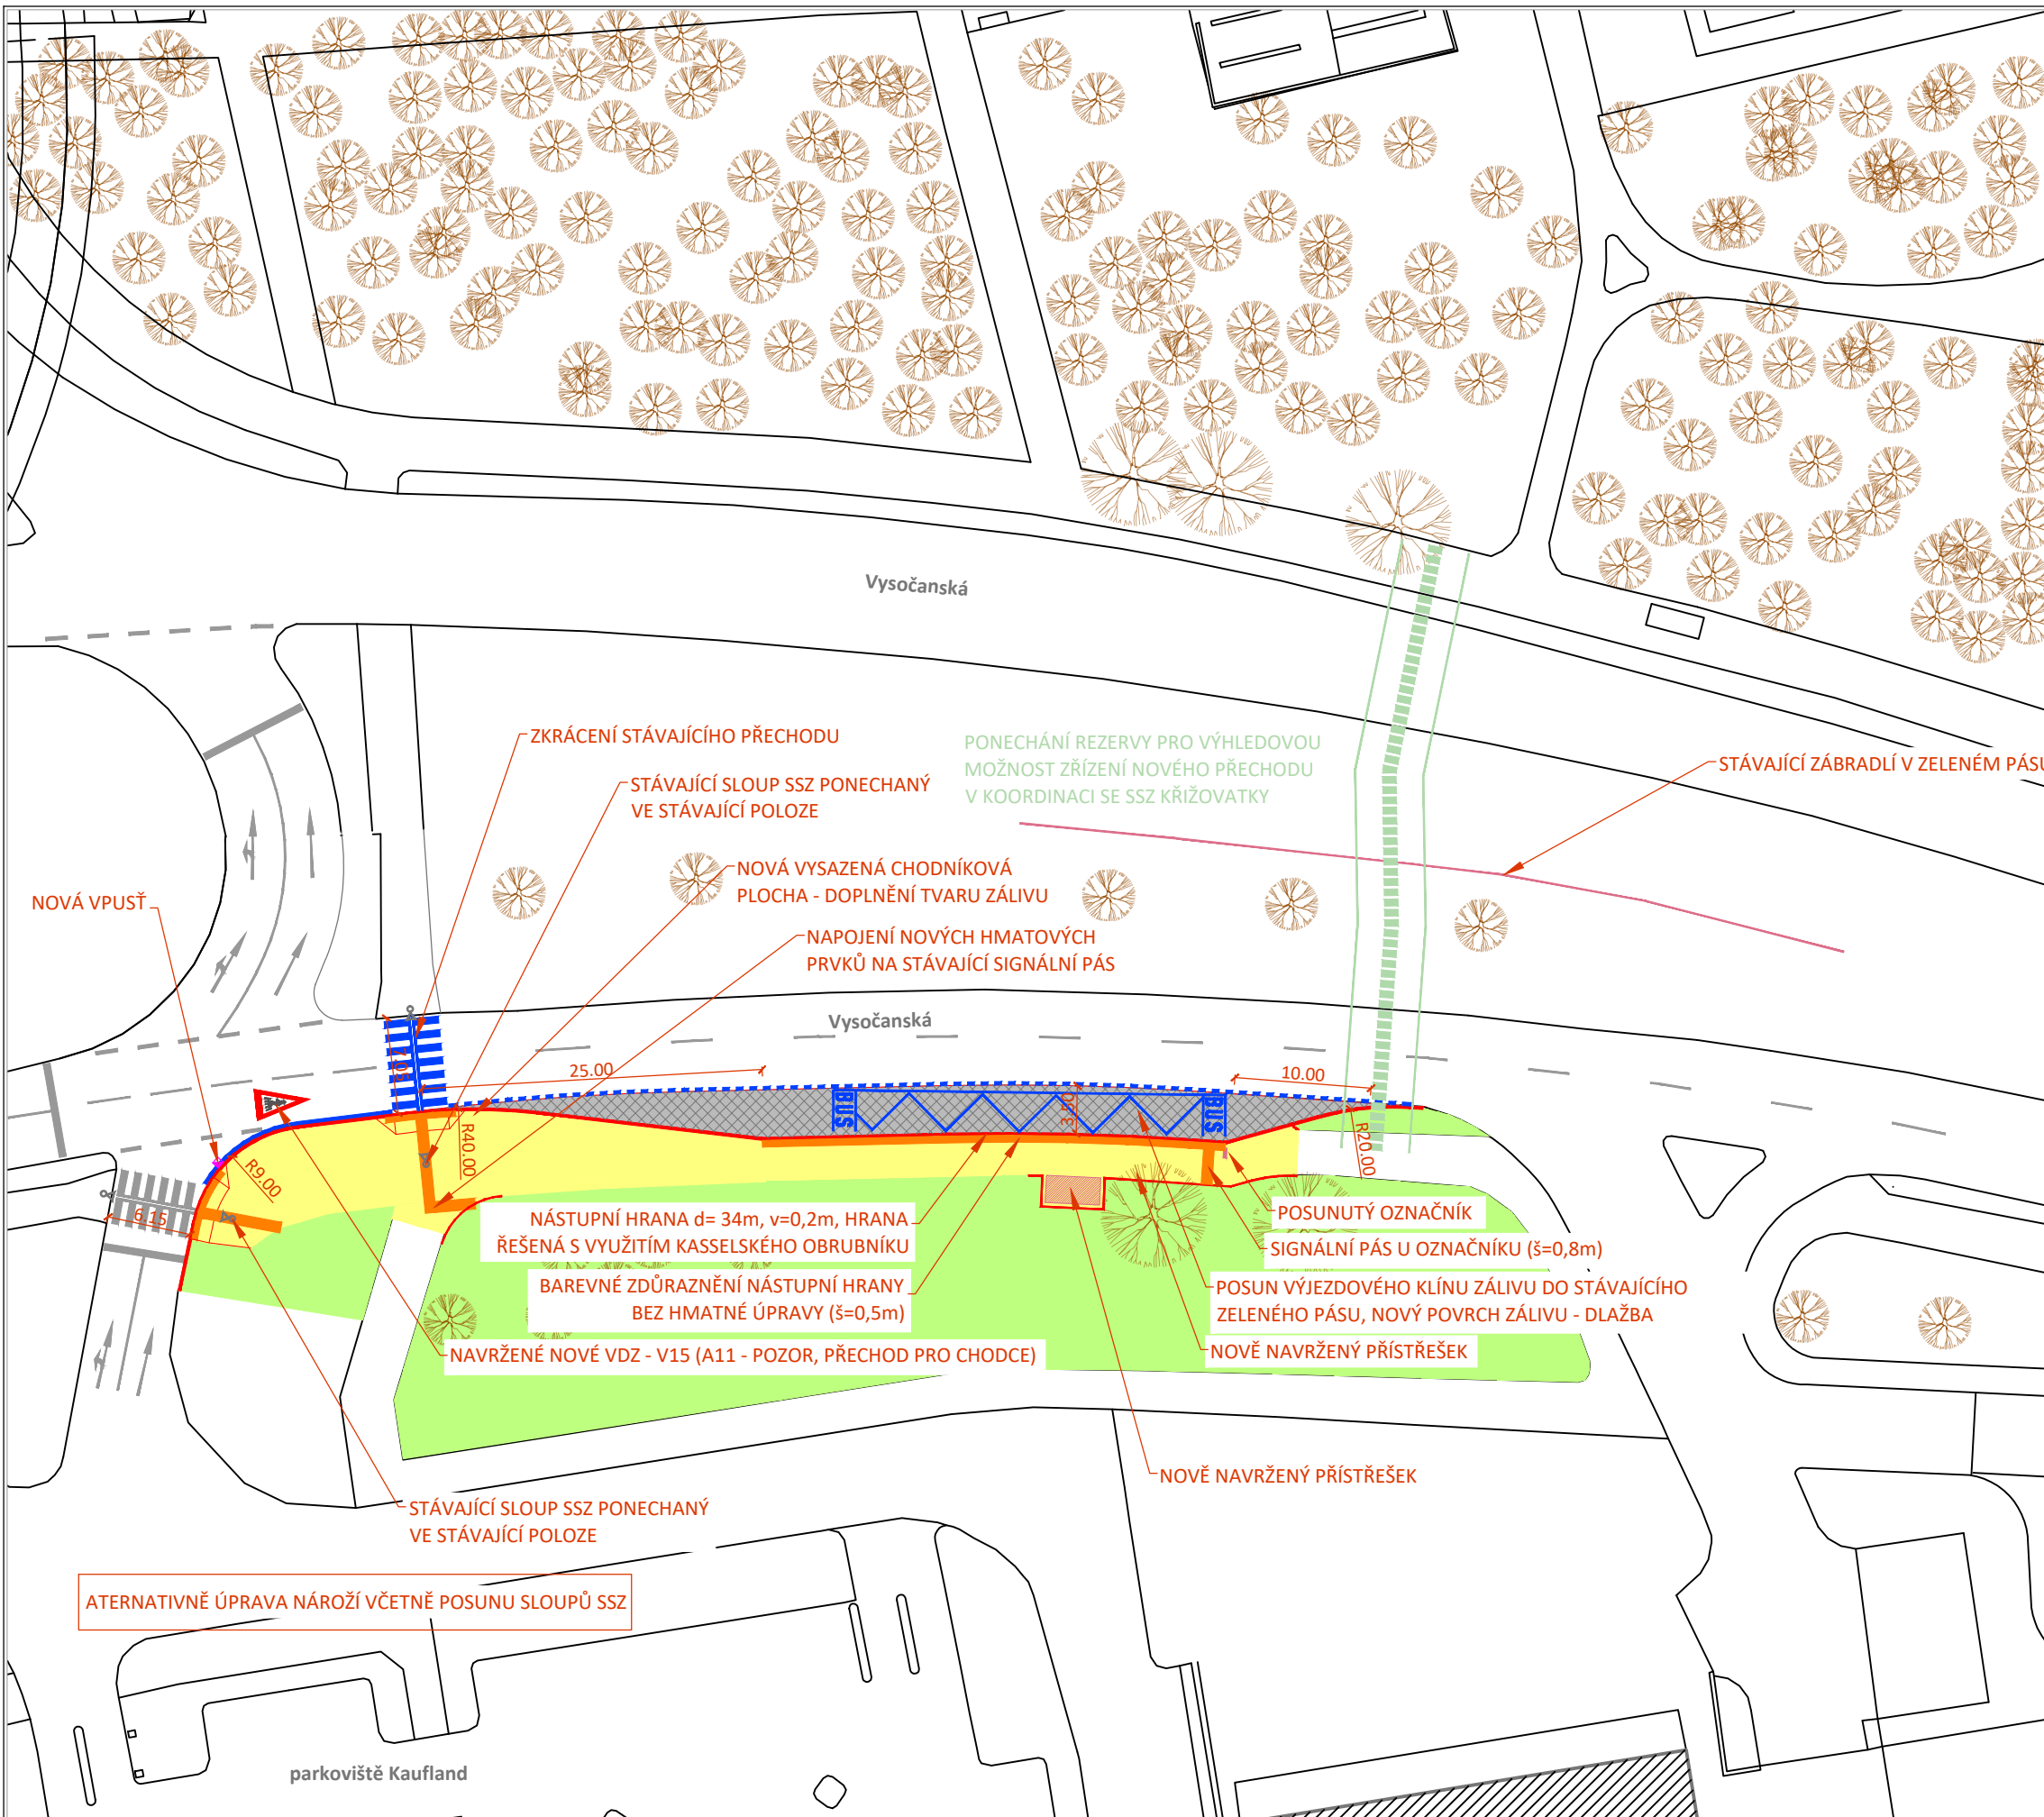 Vysočanská
ZKRÁCENÍ STÁVAJÍCÍHO PŘECHODU
PONECHÁNÍ REZERVY PRO VÝHLEDOVOU
MOŽNOST ZŘÍZENÍ NOVÉHO PŘECHODU
V KOORDINACI SE SSZ KŘIŽOVATKY
STÁVAJÍCÍ ZÁBRADLÍ V ZELENÉM PÁSU
STÁVAJÍCÍ SLOUP SSZ PONECHANÝ
VE STÁVAJÍCÍ POLOZE
NOVÁ VYSAZENÁ CHODNÍKOVÁ
PLOCHA - DOPLNĚNÍ TVARU ZÁLIVU
NOVÁ VPUSŤ
NAPOJENÍ NOVÝCH HMATOVÝCH
PRVKŮ NA STÁVAJÍCÍ SIGNÁLNÍ PÁS
Vysočanská
7.05
25.00
10.00
BUS
3.50
BUS
R40.00
R20.00
R9.00
6.15
NÁSTUPNÍ HRANA d= 34m, v=0,2m, HRANA
ŘEŠENÁ S VYUŽITÍM KASSELSKÉHO OBRUBNÍKU
POSUNUTÝ OZNAČNÍK
SIGNÁLNÍ PÁS U OZNAČNÍKU (š=0,8m)
BAREVNÉ ZDŮRAZNĚNÍ NÁSTUPNÍ HRANY
BEZ HMATNÉ ÚPRAVY (š=0,5m)
POSUN VÝJEZDOVÉHO KLÍNU ZÁLIVU DO STÁVAJÍCÍHO
ZELENÉHO PÁSU, NOVÝ POVRCH ZÁLIVU - DLAŽBA
NAVRŽENÉ NOVÉ VDZ - V15 (A11 - POZOR, PŘECHOD PRO CHODCE)
NOVĚ NAVRŽENÝ PŘÍSTŘEŠEK
NOVĚ NAVRŽENÝ PŘÍSTŘEŠEK
STÁVAJÍCÍ SLOUP SSZ PONECHANÝ
VE STÁVAJÍCÍ POLOZE
ATERNATIVNĚ ÚPRAVA NÁROŽÍ VČETNĚ POSUNU SLOUPŮ SSZ
parkoviště Kaufland